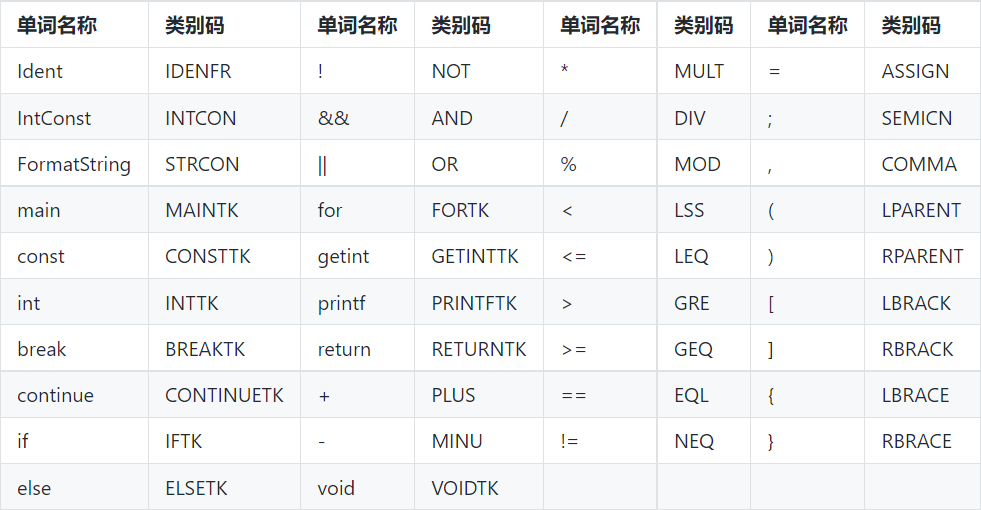 单词名称 类别码 单词名称 类别码 单词名称 类别码 单词名称 类别码
Ident IDENFR ! NOT * MULT = ASSIGN
IntConst INTCON && AND / DIV ; SEMICN
FormatString STRCON || OR % MOD , COMMA
main MAINTK for FORTK < LSS ( LPARENT
const CONSTTK getint GETINTTK <= LEQ ) RPARENT
int INTTK printf PRINTFTK > GRE [ LBRACK
break BREAKTK return RETURNTK >= GEQ ] RBRACK
continue CONTINUETK + PLUS == EQL { LBRACE
if IFTK - MINU != NEQ } RBRACE
else ELSETK void VOIDTK